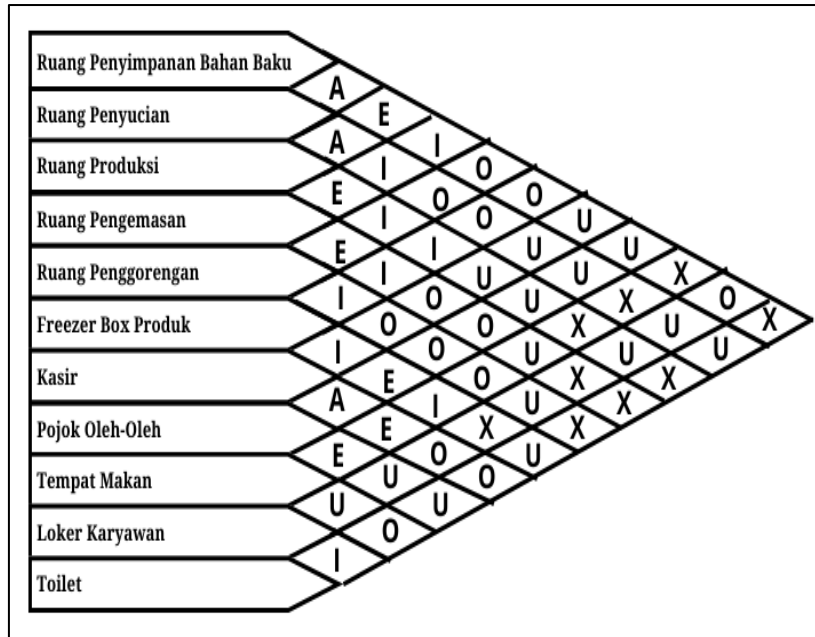 Ruang Penyimpanan Bahan Baku
A E I O O U U X O X
Ruang Penyucian
A I O O U U X U U
Ruang Produksi
E I I U U X U X
Ruang Pengemasan
E I O O U X X
Ruang Penggorengan
I O O O U X
Freezer Box Produk
I E I X U
Kasir
A E O O
Pojok Oleh-Oleh
E U U
Tempat Makan
U O
Loker Karyawan
I
Toilet